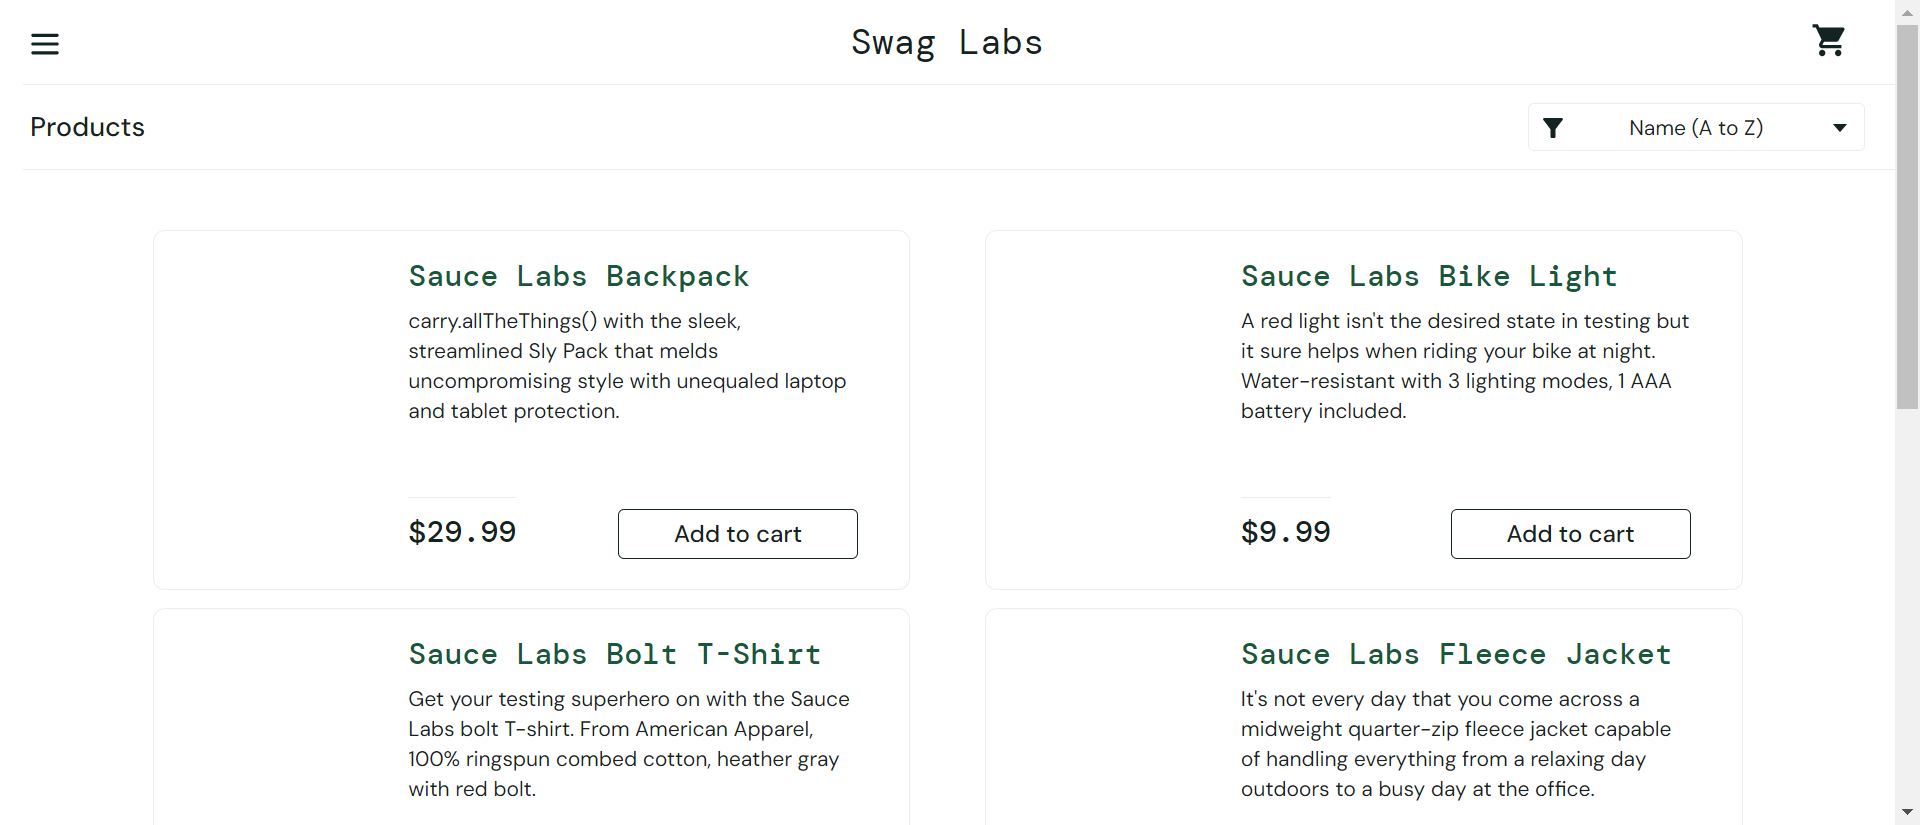 Swag Labs
Products
Name (A to Z)
Sauce Labs Backpack
carry.allTheThings() with the sleek,
streamlined Sly Pack that melds
uncompromising style with unequaled laptop
and tablet protection.
$29.99
Add to cart
Sauce Labs Bike Light
A red light isn't the desired state in testing but
it sure helps when riding your bike at night.
Water-resistant with 3 lighting modes, 1 AAA
battery included.
$9.99
Add to cart
Sauce Labs Bolt T-Shirt
Get your testing superhero on with the Sauce
Labs bolt T-shirt. From American Apparel,
100% ringspun combed cotton, heather gray
with red bolt.
Sauce Labs Fleece Jacket
It's not every day that you come across a
midweight quarter-zip fleece jacket capable
of handling everything from a relaxing day
outdoors to a busy day at the office.